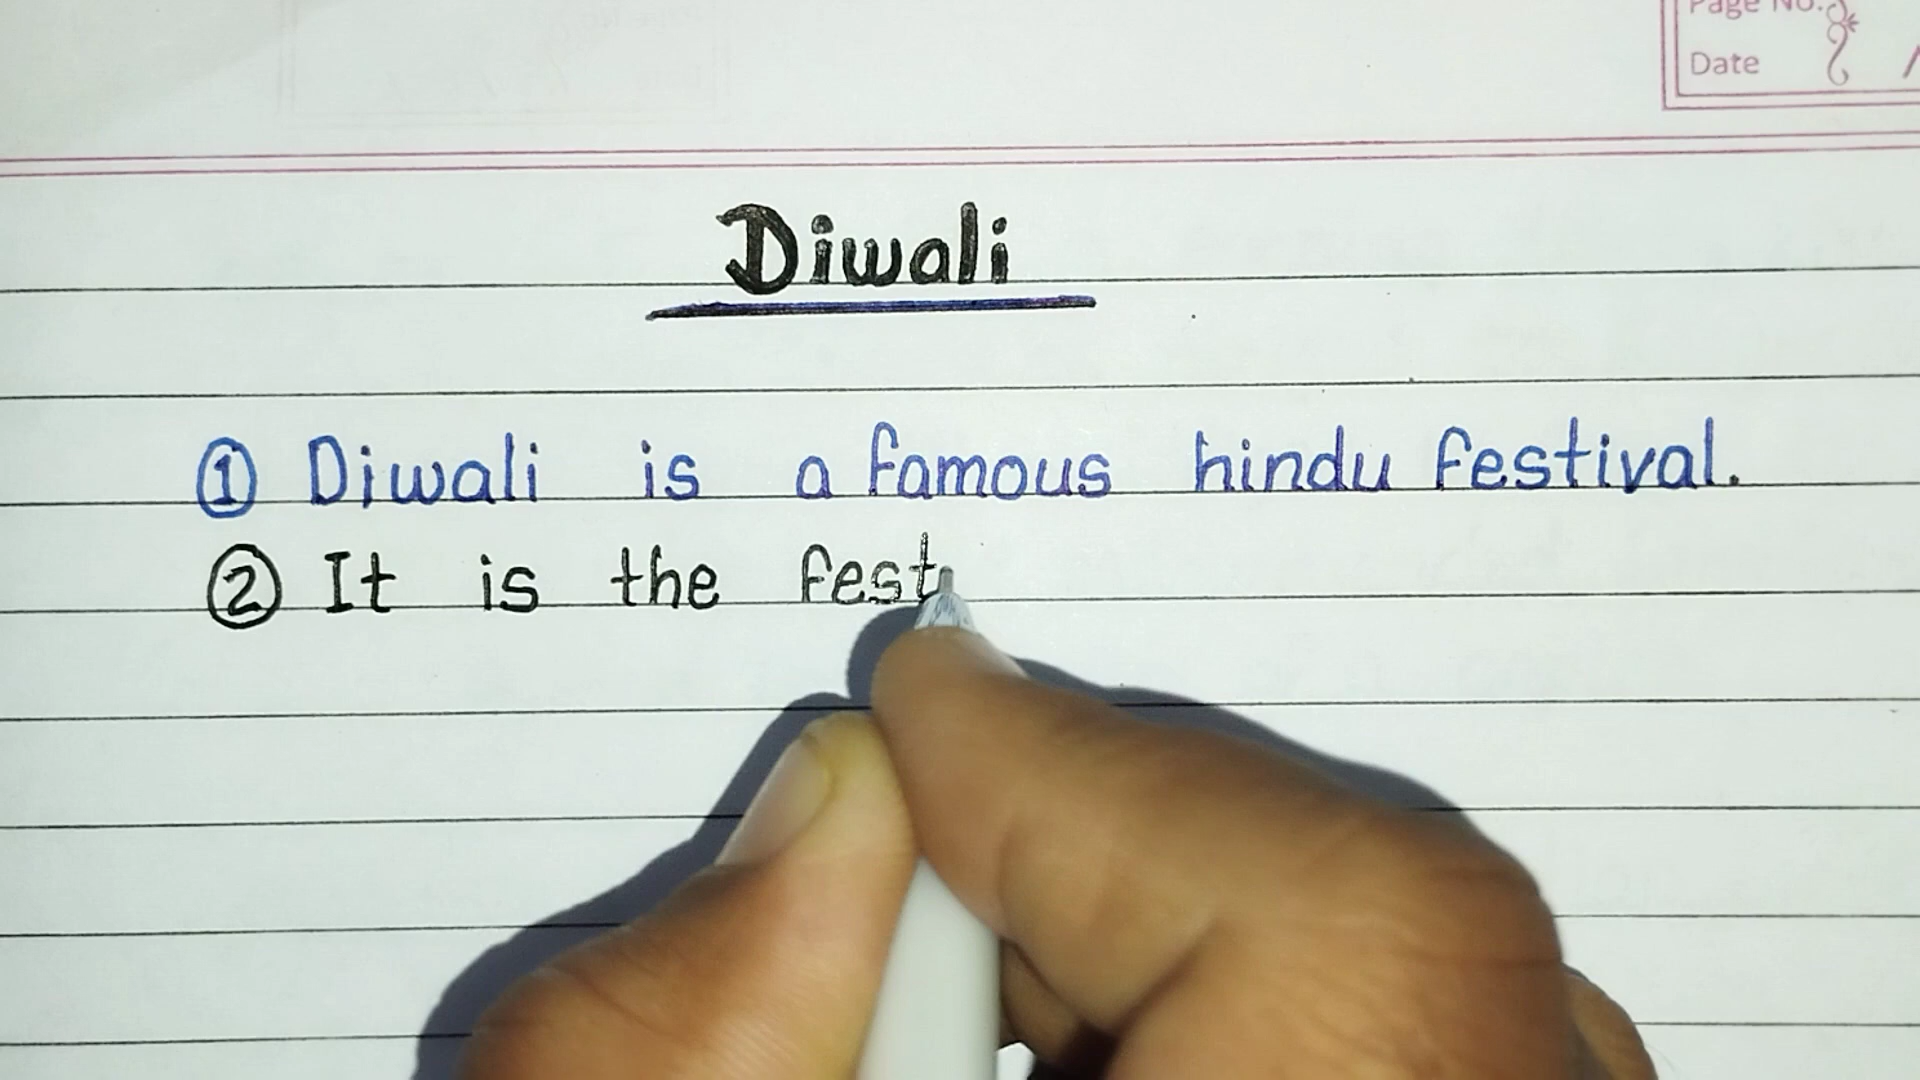 Page No.
Date
Diwali
① Diwali is a famous hindu festival.
② It is the fest